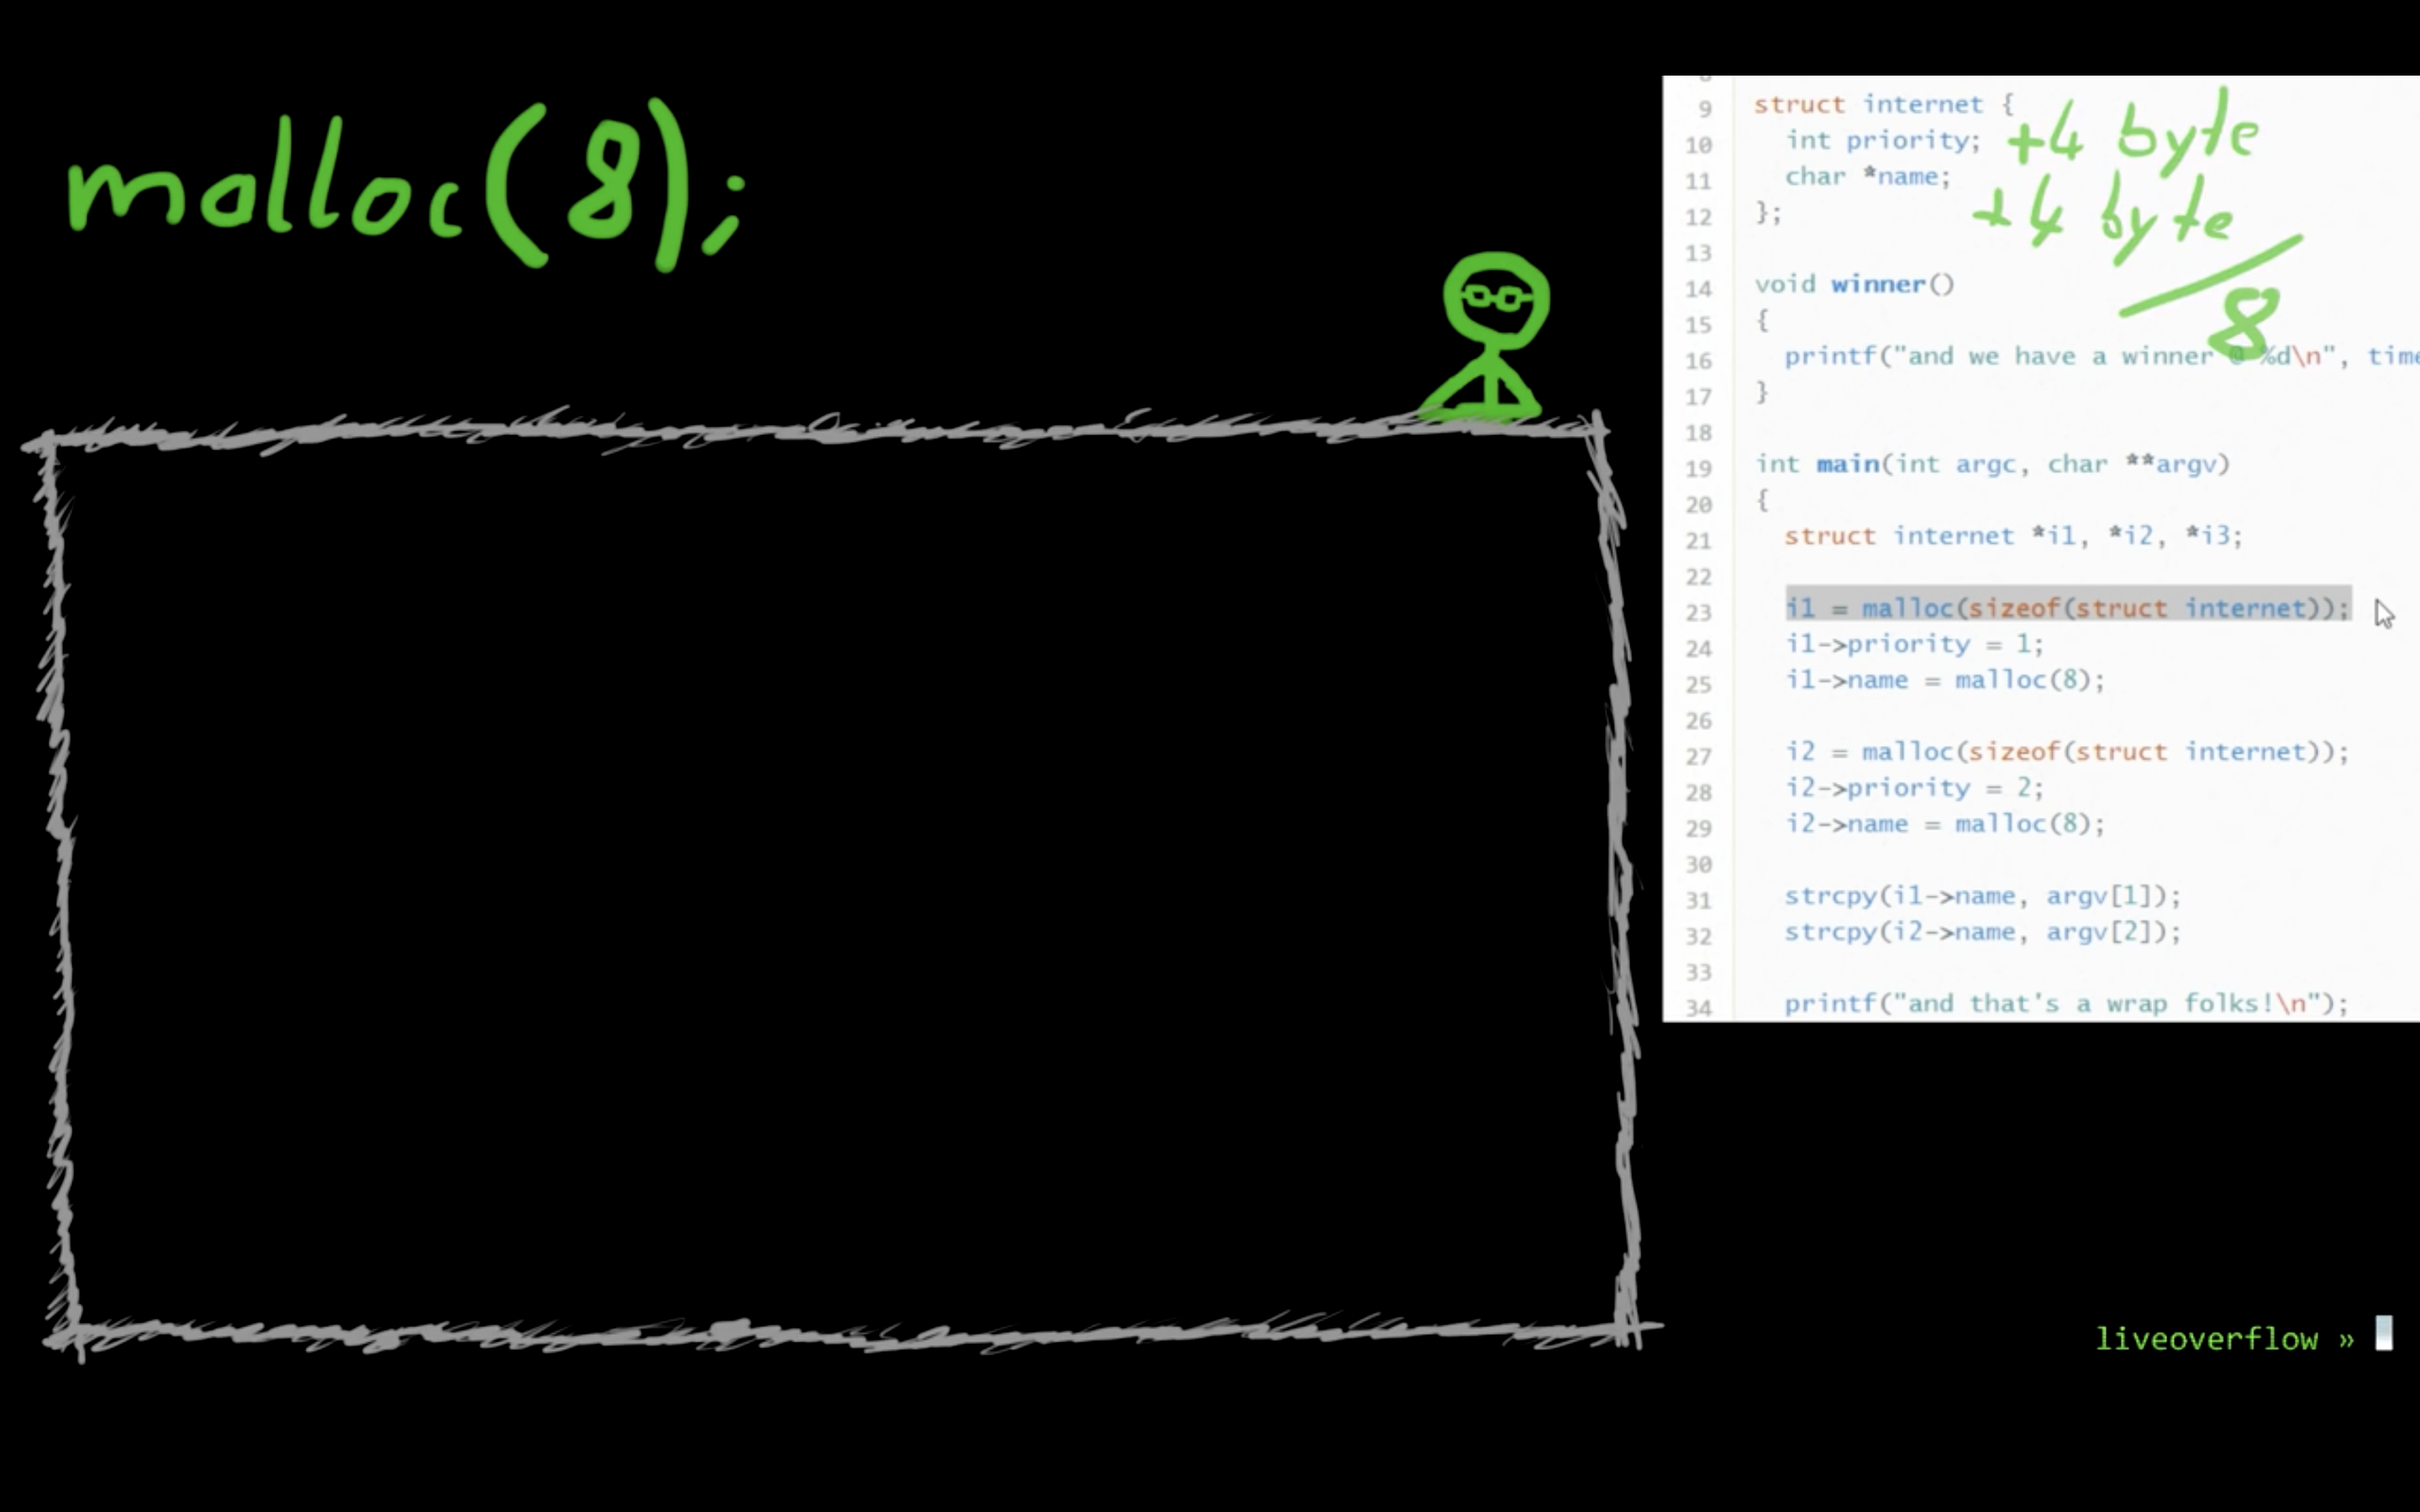 malloc(8);
9 struct internet {
10 int priority; +4 byte
11 char *name; +4 byte
12 };
13
14 void winner() 8
15 {
16 printf("and we have a winner @ %d\n", time
17 }
18
19 int main(int argc, char **argv)
20 {
21 struct internet *i1, *i2, *i3;
22
23 i1 = malloc(sizeof(struct internet));
24 i1->priority = 1;
25 i1->name = malloc(8);
26
27 i2 = malloc(sizeof(struct internet));
28 i2->priority = 2;
29 i2->name = malloc(8);
30
31 strcpy(i1->name, argv[1]);
32 strcpy(i2->name, argv[2]);
33
34 printf("and that's a wrap folks!\n");
liveoverflow »